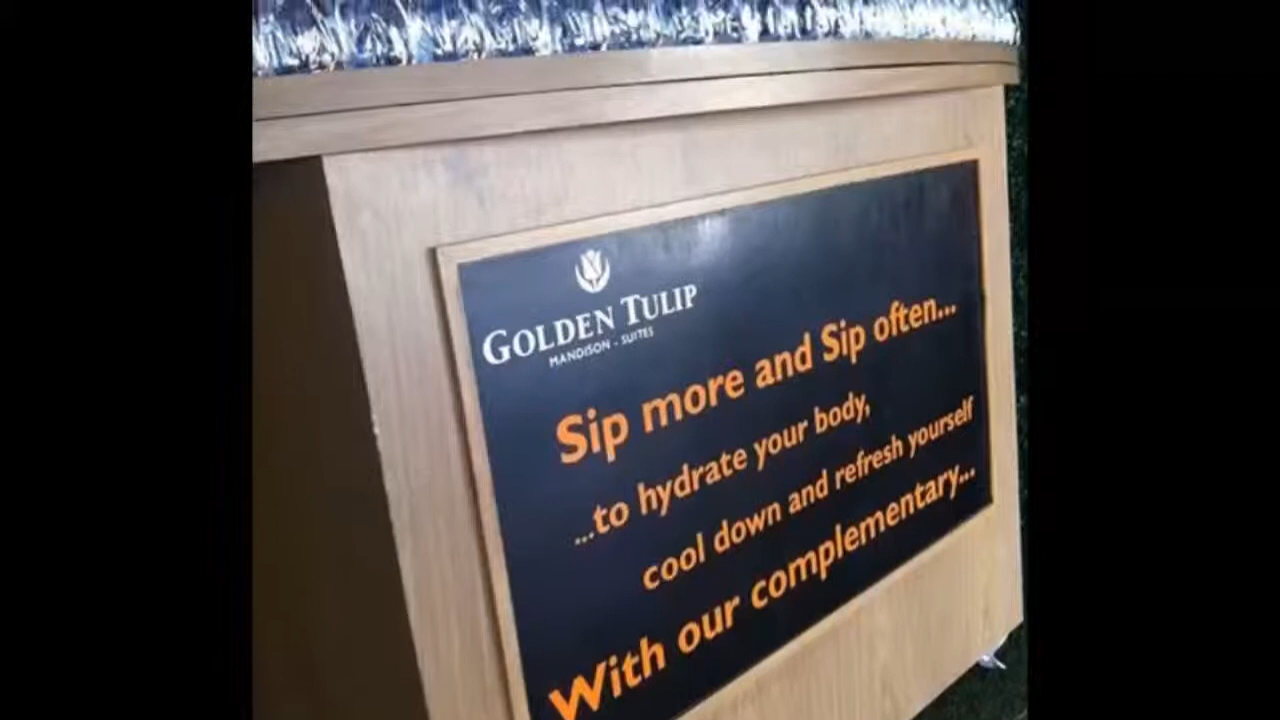 GOLDEN TULIP
MANDISON - SUITES
Sip more and Sip often...
...to hydrate your body,
cool down and refresh yourself
With our complementary...